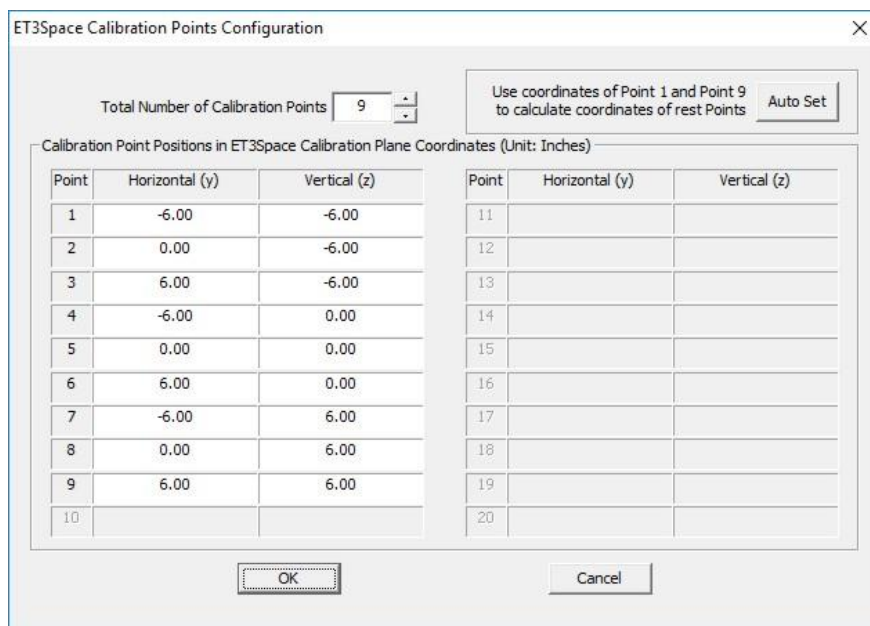 ET3Space Calibration Points Configuration
Total Number of Calibration Points 9
Use coordinates of Point 1 and Point 9
to calculate coordinates of rest Points
Auto Set
Calibration Point Positions in ET3Space Calibration Plane Coordinates (Unit: Inches)
Point Horizontal (y) Vertical (z) Point Horizontal (y) Vertical (z)
1 -6.00 -6.00 11
2 0.00 -6.00 12
3 6.00 -6.00 13
4 -6.00 0.00 14
5 0.00 0.00 15
6 6.00 0.00 16
7 -6.00 6.00 17
8 0.00 6.00 18
9 6.00 6.00 19
10 20
OK Cancel